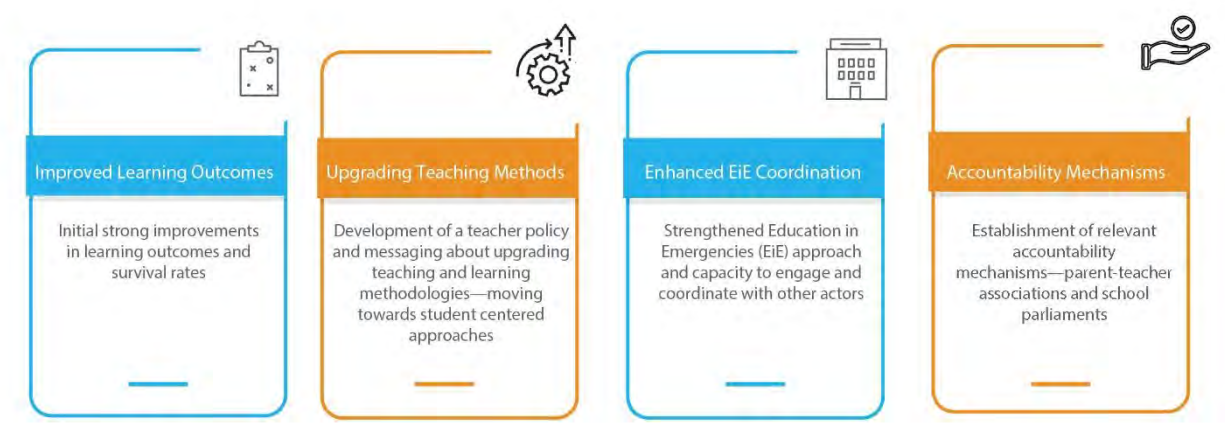 Improved Learning Outcomes
Initial strong improvements
in learning outcomes and
survival rates
Upgrading Teaching Methods
Development of a teacher policy
and messaging about upgrading
teaching and learning
methodologies—moving
towards student centered
approaches
Enhanced EiE Coordination
Strengthened Education in
Emergencies (EiE) approach
and capacity to engage and
coordinate with other actors
Accountability Mechanisms
Establishment of relevant
accountability
mechanisms—parent-teacher
associations and school
parliaments